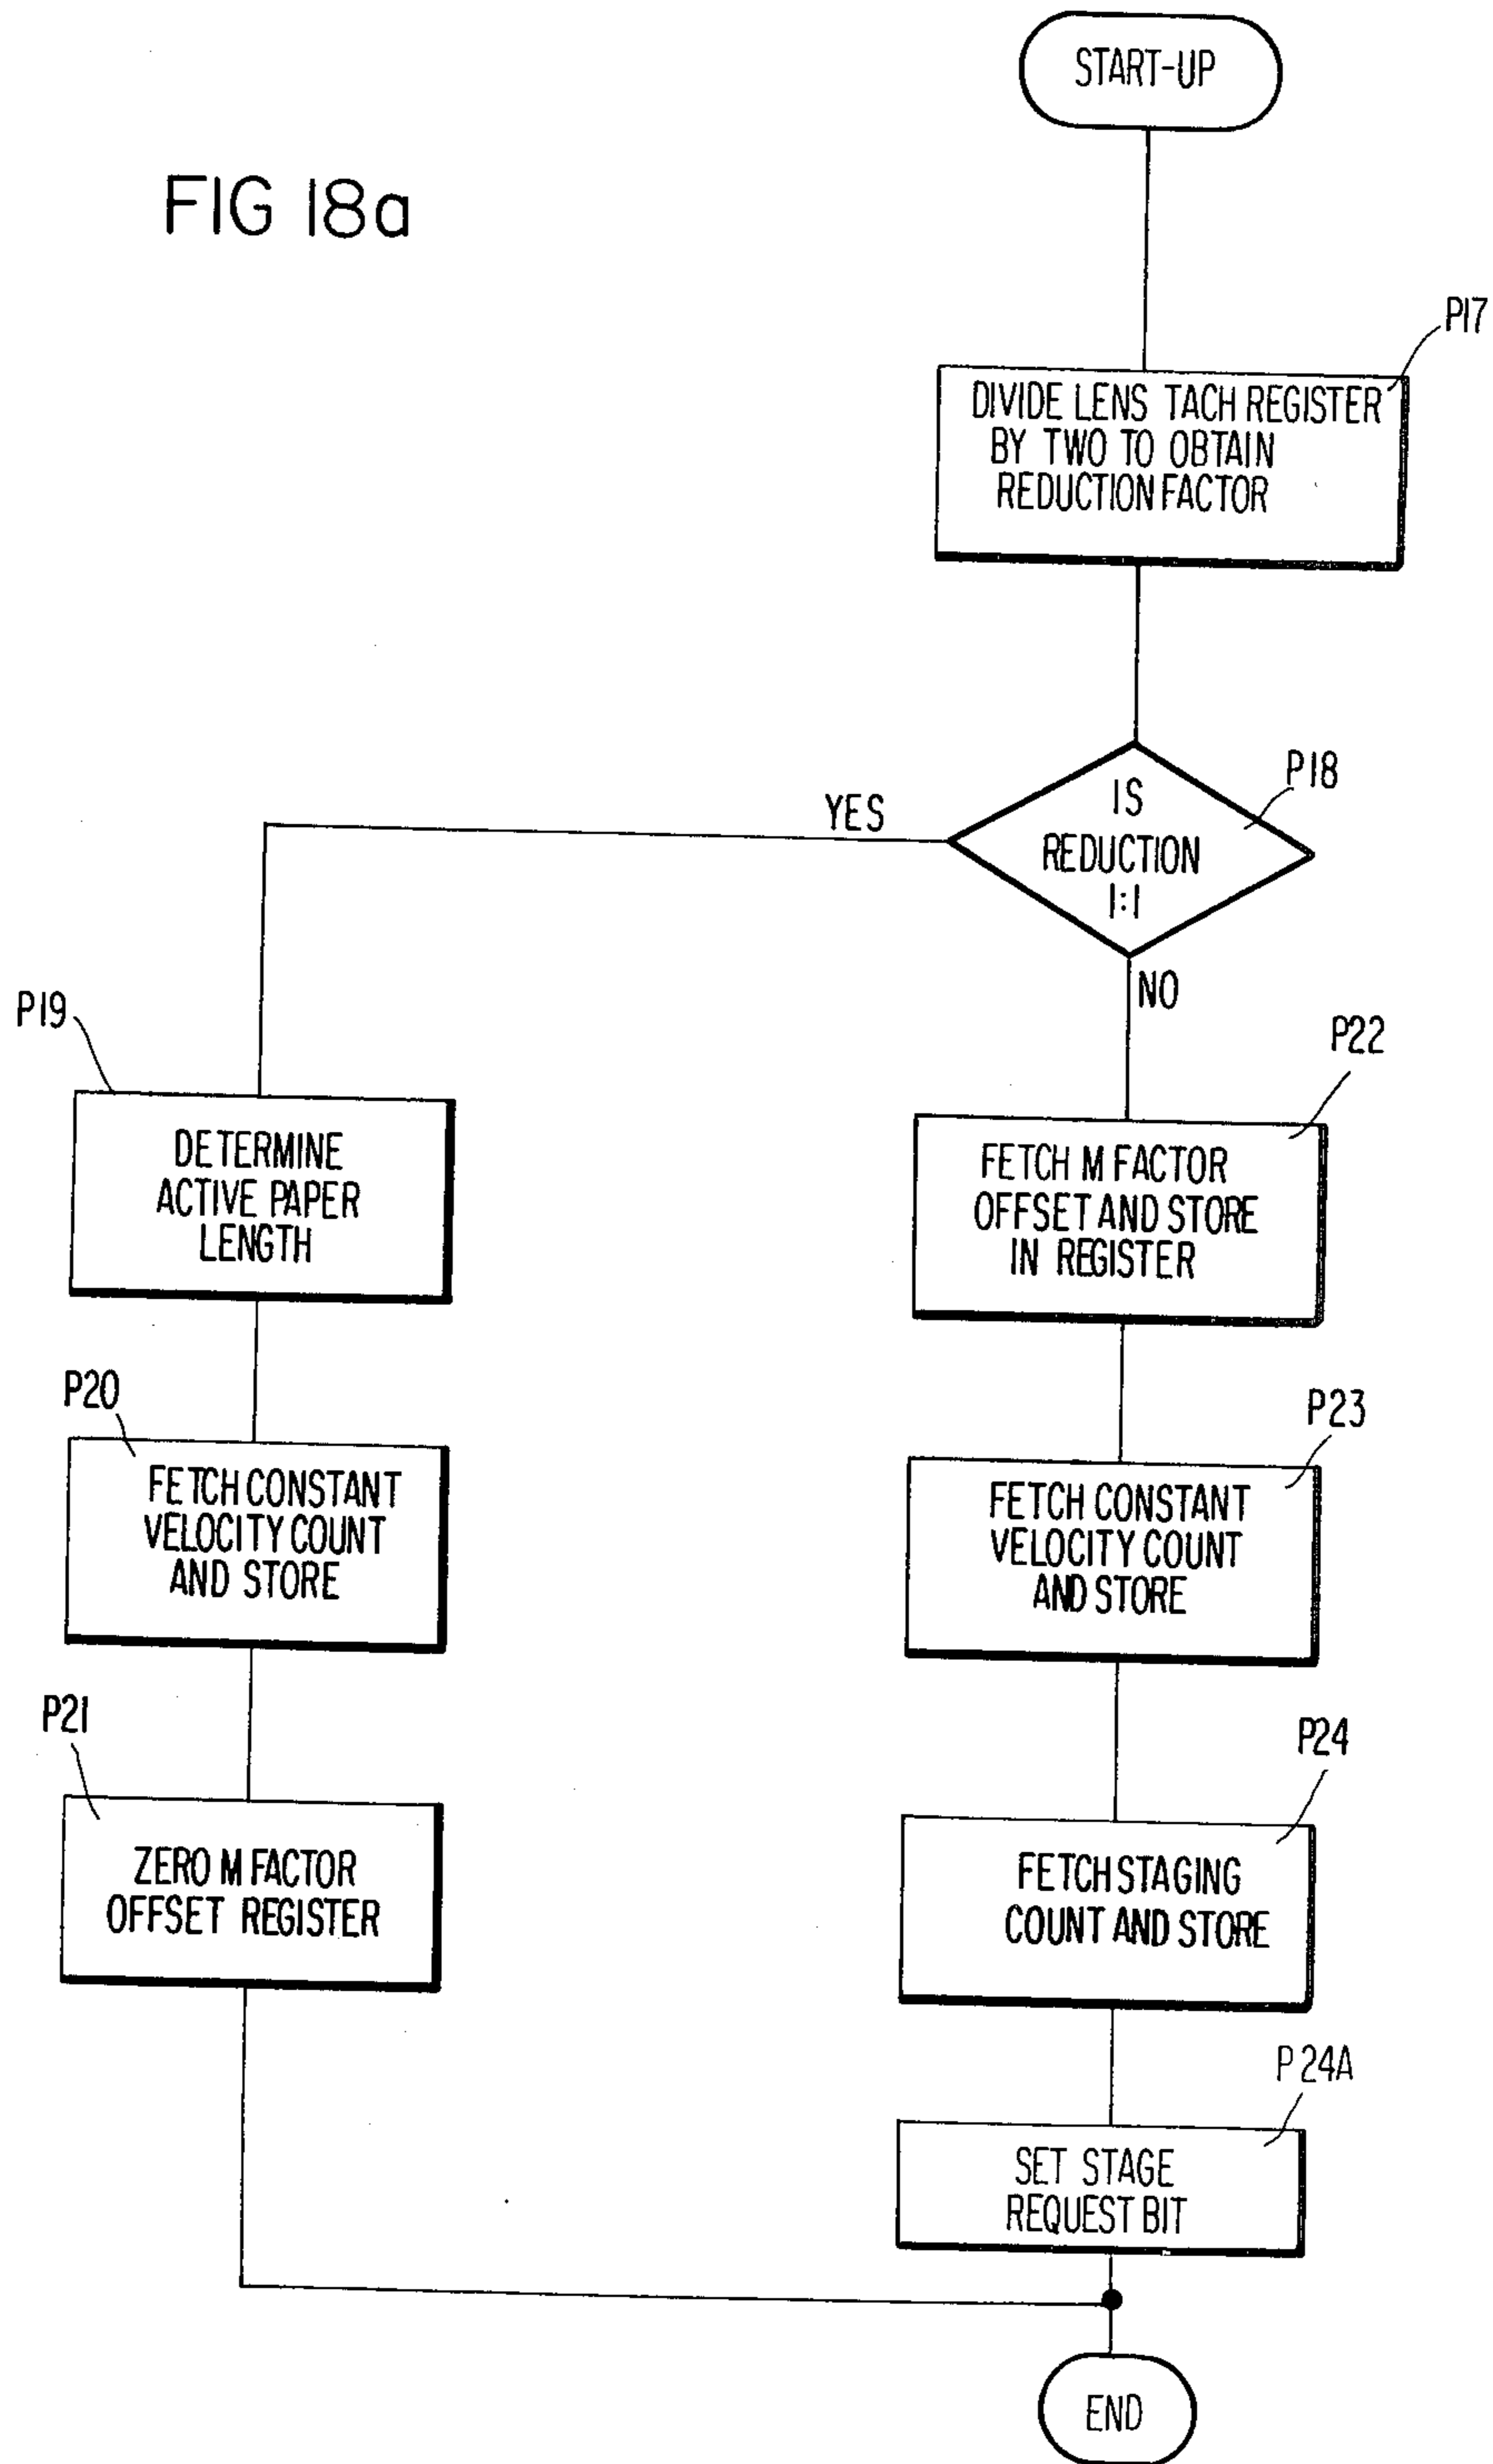 START-UP
FIG 18a
P17
DIVIDE LENS TACH REGISTER
BY TWO TO OBTAIN
REDUCTION FACTOR
P18
IS
REDUCTION
1:1
YES
NO
P19
DETERMINE
ACTIVE PAPER
LENGTH
P22
FETCH M FACTOR
OFFSET AND STORE
IN REGISTER
P20
FETCH CONSTANT
VELOCITY COUNT
AND STORE
P23
FETCH CONSTANT
VELOCITY COUNT
AND STORE
P21
ZERO M FACTOR
OFFSET REGISTER
P24
FETCH STAGING
COUNT AND STORE
P24A
SET STAGE
REQUEST BIT
END